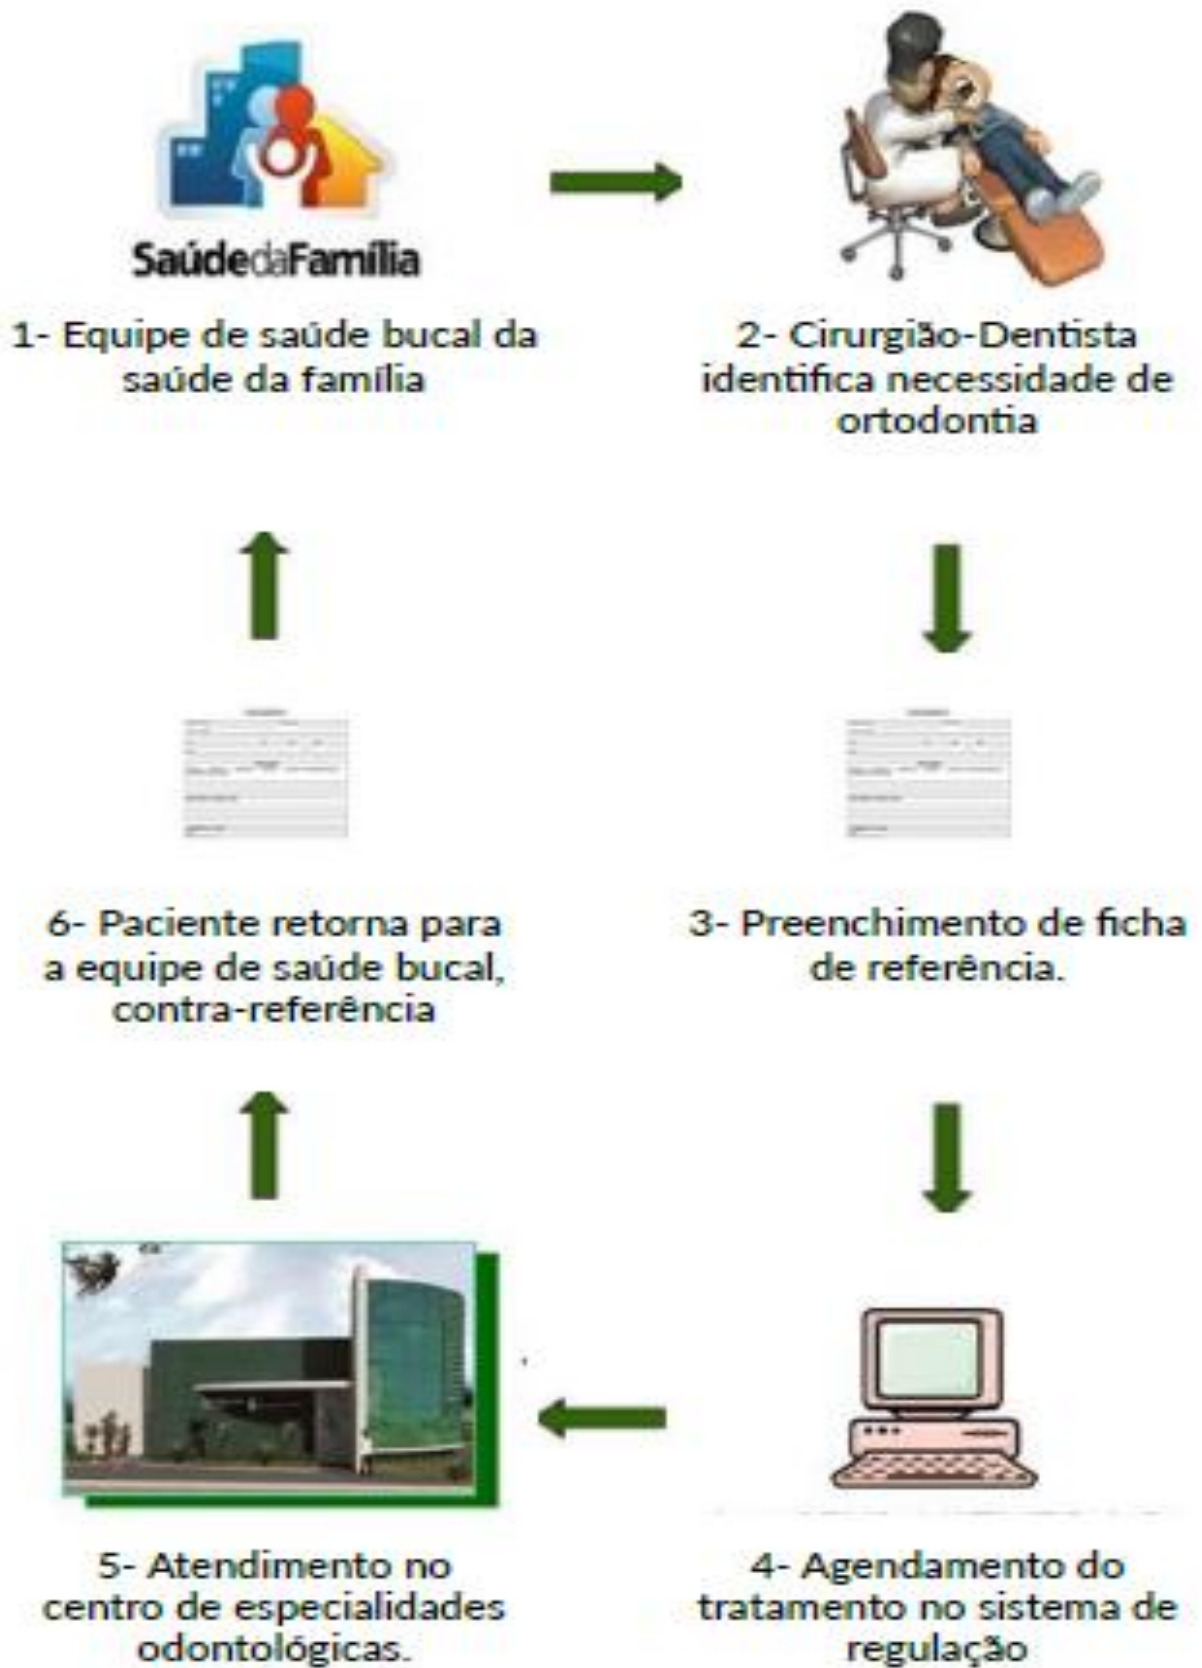 SaúdedaFamília
1- Equipe de saúde bucal da
saúde da família
2- Cirurgião-Dentista
identifica necessidade de
ortodontia
3- Preenchimento de ficha
de referência.
4- Agendamento do
tratamento no sistema de
regulação
5- Atendimento no
centro de especialidades
odontológicas.
6- Paciente retorna para
a equipe de saúde bucal,
contra-referência